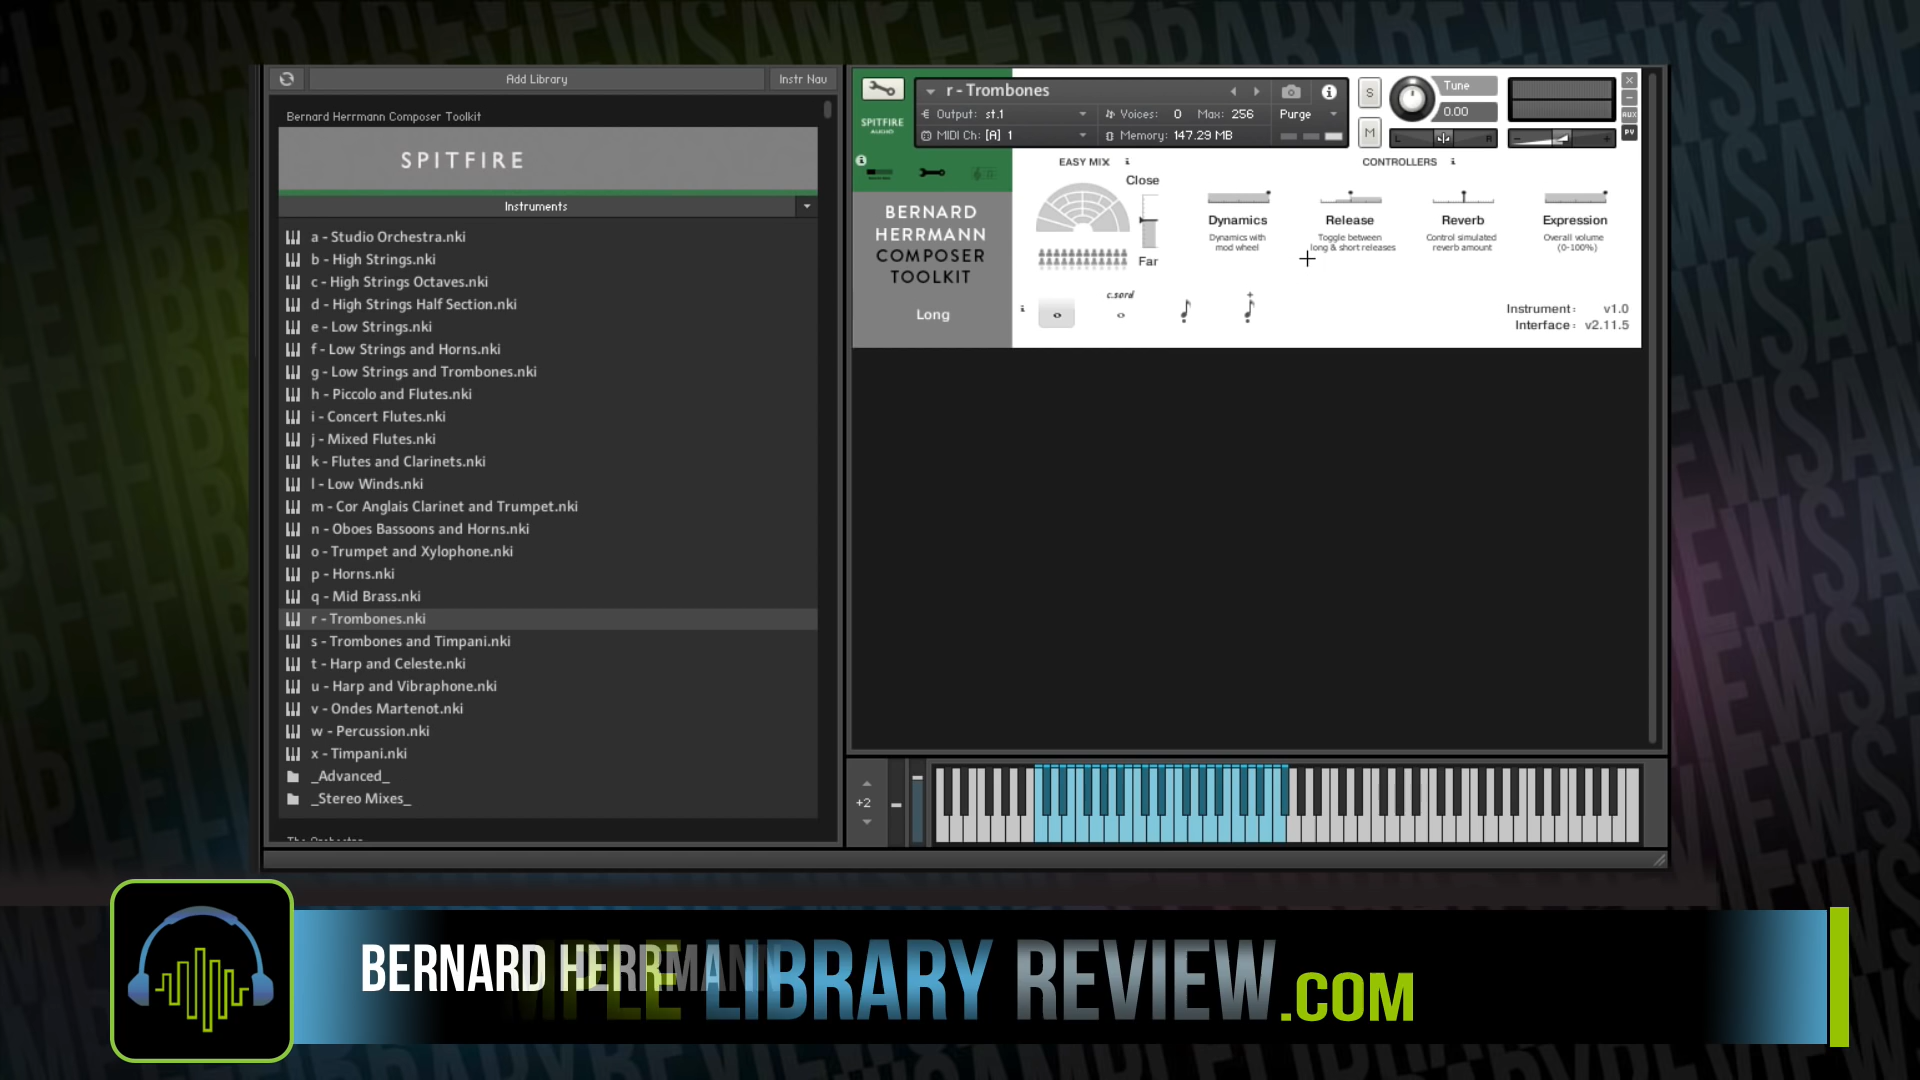 Add Library
Instr Nav
Bernard Herrmann Composer Toolkit
SPITFIRE
Instruments
a - Studio Orchestra.nki
b - High Strings.nki
c - High Strings Octaves.nki
d - High Strings Half Section.nki
e - Low Strings.nki
f - Low Strings and Horns.nki
g - Low Strings and Trombones.nki
h - Piccolo and Flutes.nki
i - Concert Flutes.nki
j - Mixed Flutes.nki
k - Flutes and Clarinets.nki
l - Low Winds.nki
m - Cor Anglais Clarinet and Trumpet.nki
n - Oboes Bassoons and Horns.nki
o - Trumpet and Xylophone.nki
p - Horns.nki
q - Mid Brass.nki
r - Trombones.nki
s - Trombones and Timpani.nki
t - Harp and Celeste.nki
u - Harp and Vibraphone.nki
v - Ondes Martenot.nki
w - Percussion.nki
x - Timpani.nki
_Advanced_
_Stereo Mixes_
The Orchestra
SPITFIRE
AUDIO
r - Trombones
Output: st.1 Voices: 0 Max: 256 Purge
MIDI Ch: [A] 1 Memory: 147.29 MB
S
M
Tune
0.00
L R
AUX
PV
BERNARD
HERRMANN
COMPOSER
TOOLKIT
Long
EASY MIX
Close
Far
CONTROLLERS
Dynamics
Dynamics with
mod wheel
Release
Toggle between
long & short releases
Reverb
Control simulated
reverb amount
Expression
Overall volume
(0-100%)
c.sord
Instrument: v1.0
Interface: v2.11.5
+2
BERNARD HERRMANN
MPLE LIBRARY REVIEW.COM